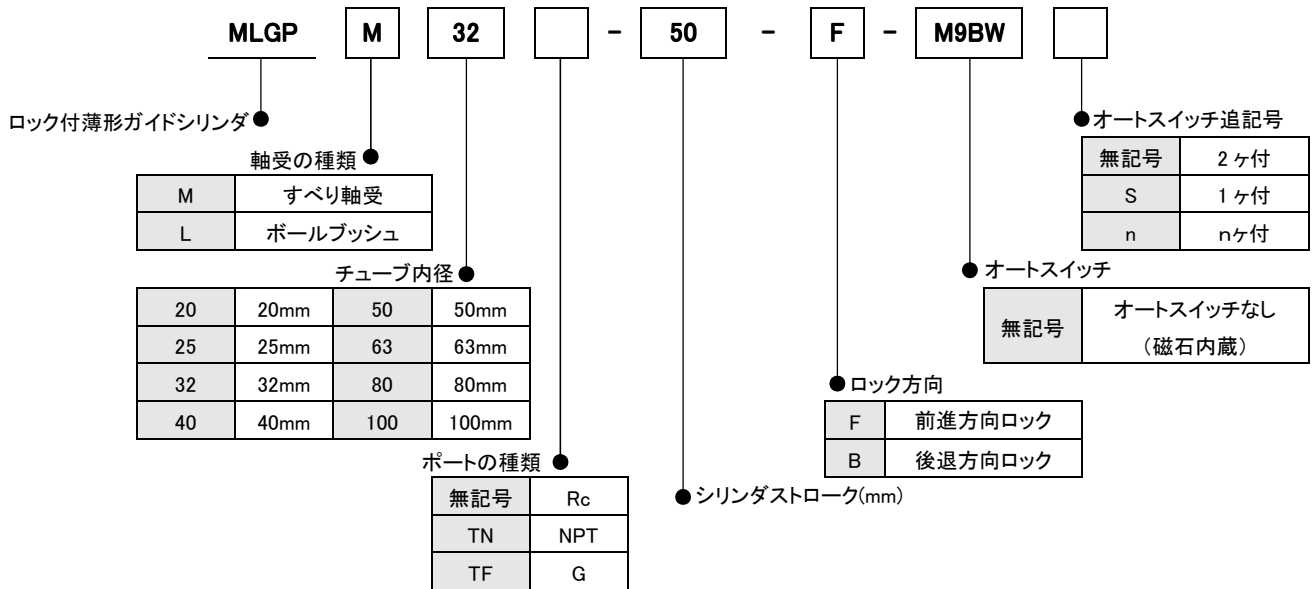 MLGP M 32 - 50 - F - M9BW
ロック付薄形ガイドシリンダ
オートスイッチ追記号
無記号 2ヶ付
S 1ヶ付
n nヶ付
軸受の種類
M すべり軸受
L ボールブッシュ
オートスイッチ
無記号 オートスイッチなし
(磁石内蔵)
チューブ内径
20 20mm 50 50mm
25 25mm 63 63mm
32 32mm 80 80mm
40 40mm 100 100mm
ロック方向
F 前進方向ロック
B 後退方向ロック
ポートの種類
無記号 Rc
TN NPT
TF G
シリンダストローク(mm)